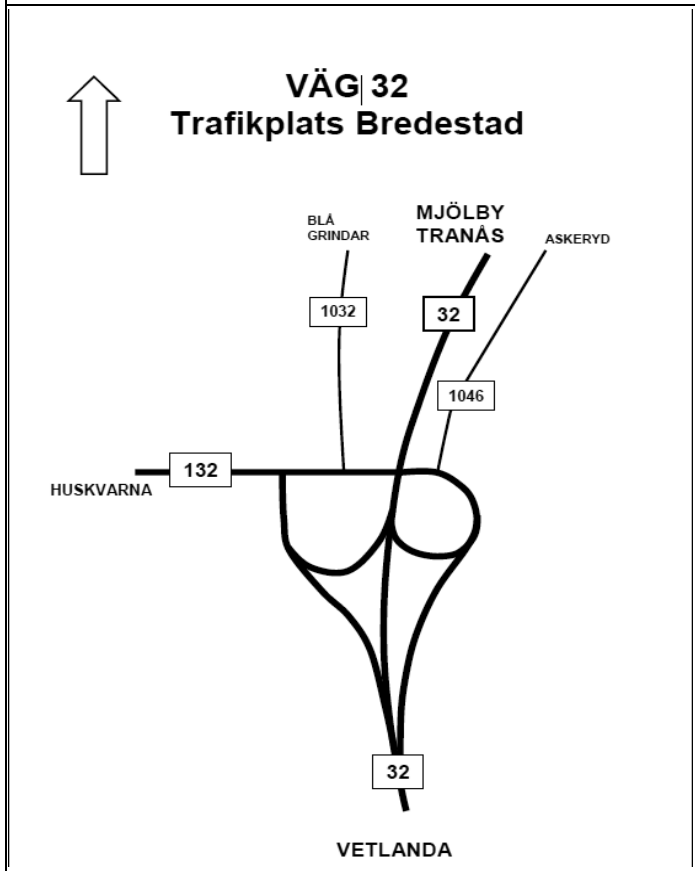 VÄG 32
Trafikplats Bredestad
BLÅ
GRINDAR
MJÖLBY
TRANÅS
ASKERYD
1032
32
1046
132
HUSKVARNA
32
VETLANDA